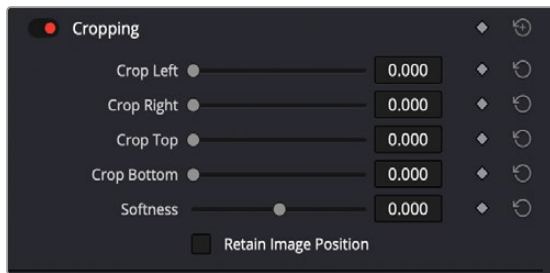 Cropping
Crop Left 0.000
Crop Right 0.000
Crop Top 0.000
Crop Bottom 0.000
Softness 0.000
Retain Image Position